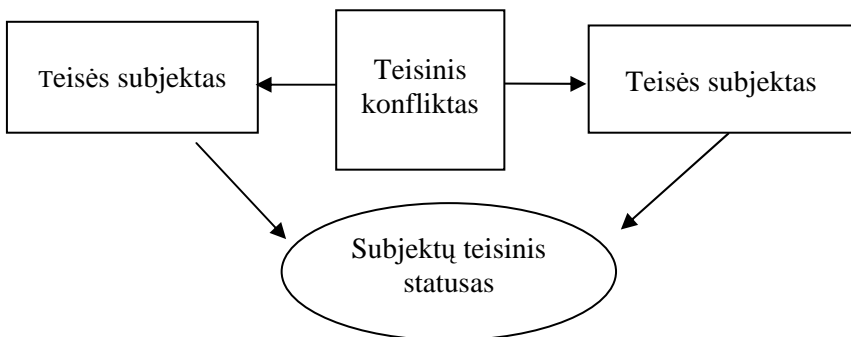 Teisės subjektas
Teisinis
konfliktas
Teisės subjektas
Subjektų teisinis
statusas